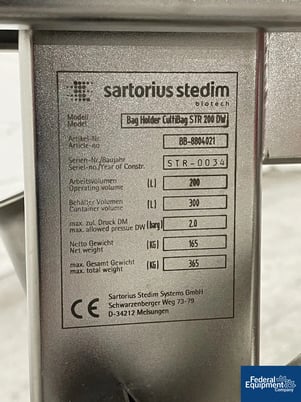 sartorius stedim
biotech
Modell
Model
Bag Holder CultiBag STR 200 DW
Artikel-Nr.
Article-no
BB-8804021
Serien-Nr./Baujahr
Seriel-no./Year of Constr.
STR-0034
Arbeitsvolumen
Operating volume
(L)
200
Behälter Volumen
Container volume
(L)
300
max. zul. Druck DM
max. allowed pressure DW
(barg)
2.0
Netto Gewicht
Net weight
(KG)
165
max. Gesamt Gewicht
max. total weight
(KG)
365
CE
Sartorius Stedim Systems GmbH
Schwarzenberger Weg 73-79
D-34212 Melsungen
Federal
Equipment
Company